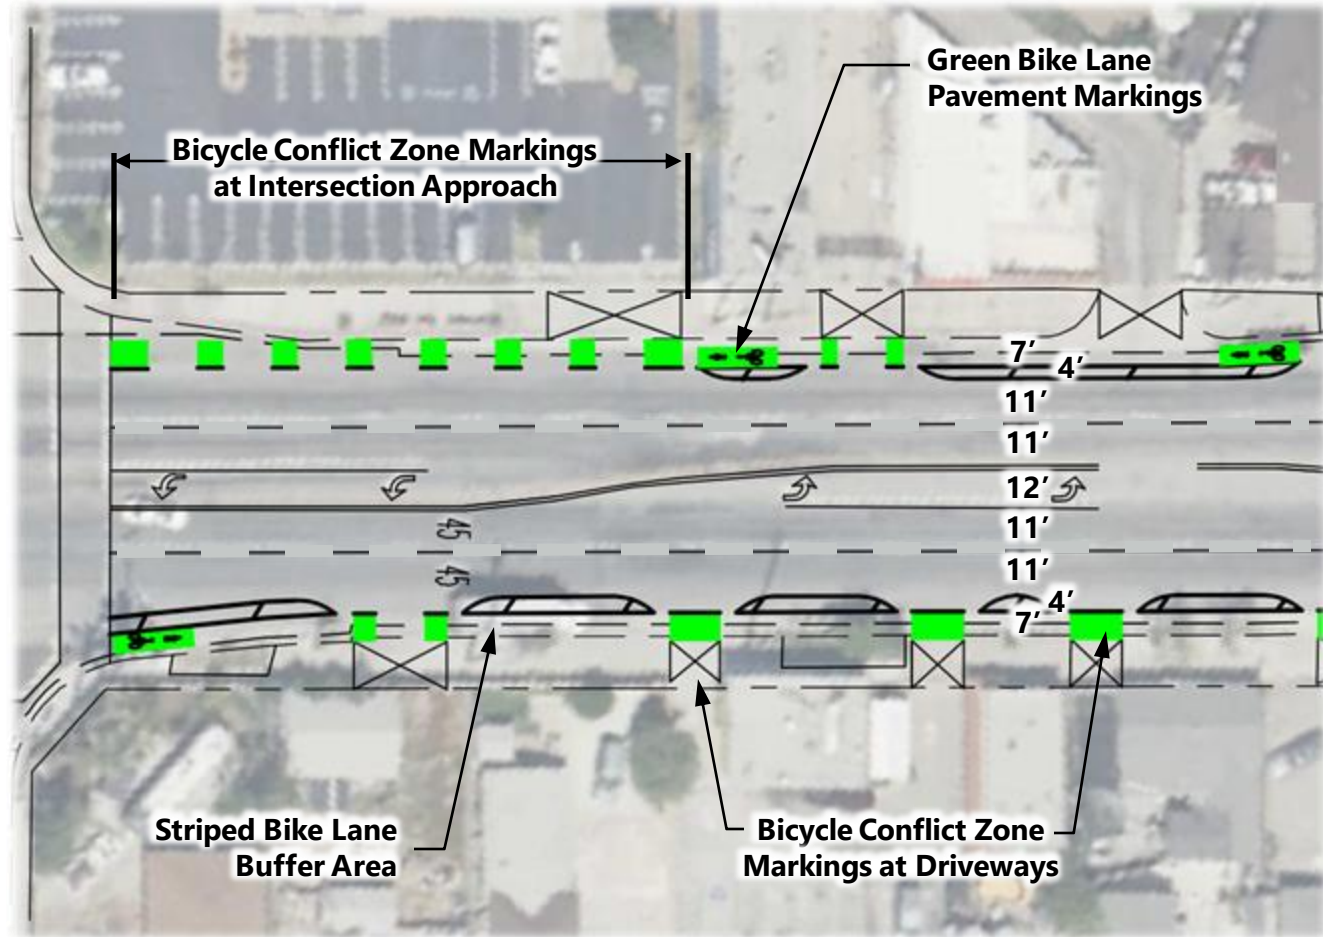 Green Bike Lane
Pavement Markings
Bicycle Conflict Zone Markings
at Intersection Approach
7’
4’
11’
11’
12’
11’
11’
4’
7’
45
45
Striped Bike Lane
Buffer Area
Bicycle Conflict Zone
Markings at Driveways